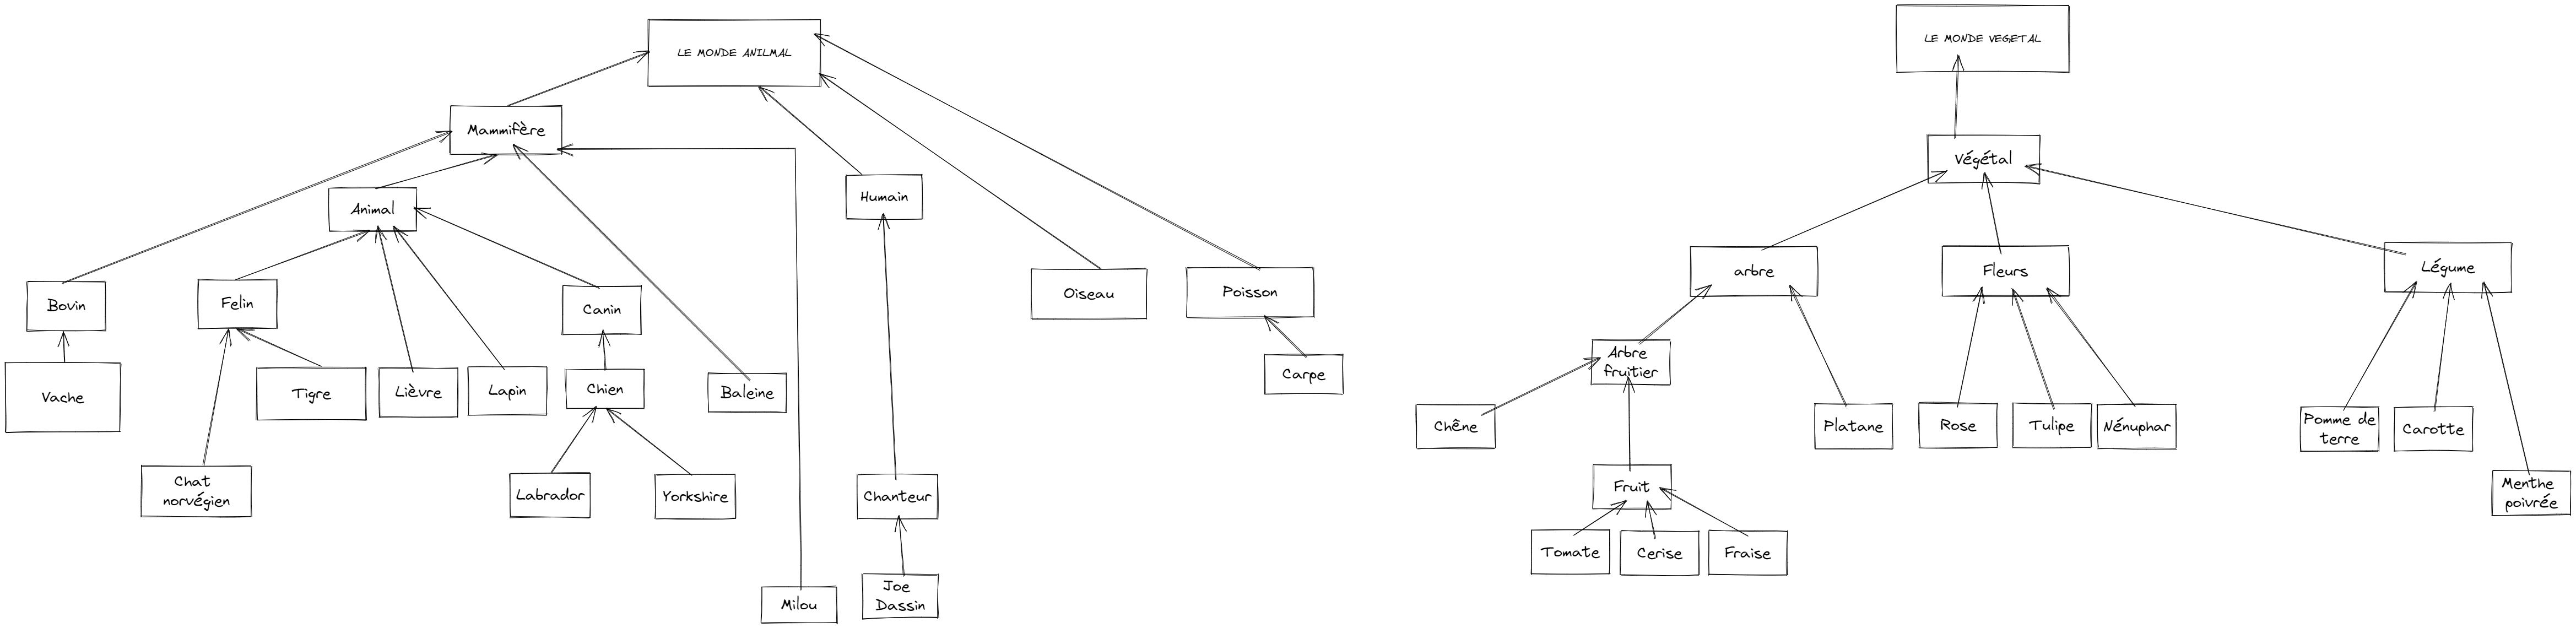 LE MONDE ANILMAL
LE MONDE VEGETAL
Mammifère
Végétal
Animal
Humain
arbre
Fleurs
Légume
Bovin
Felin
Canin
Oiseau
Poisson
Arbre
fruitier
Vache
Tigre
Lièvre
Lapin
Chien
Baleine
Carpe
Chêne
Platane
Rose
Tulipe
Nénuphar
Pomme de
terre
Carotte
Chat
norvégien
Labrador
Yorkshire
Chanteur
Fruit
Menthe
poivrée
Tomate
Cerise
Fraise
Milou
Joe
Dassin